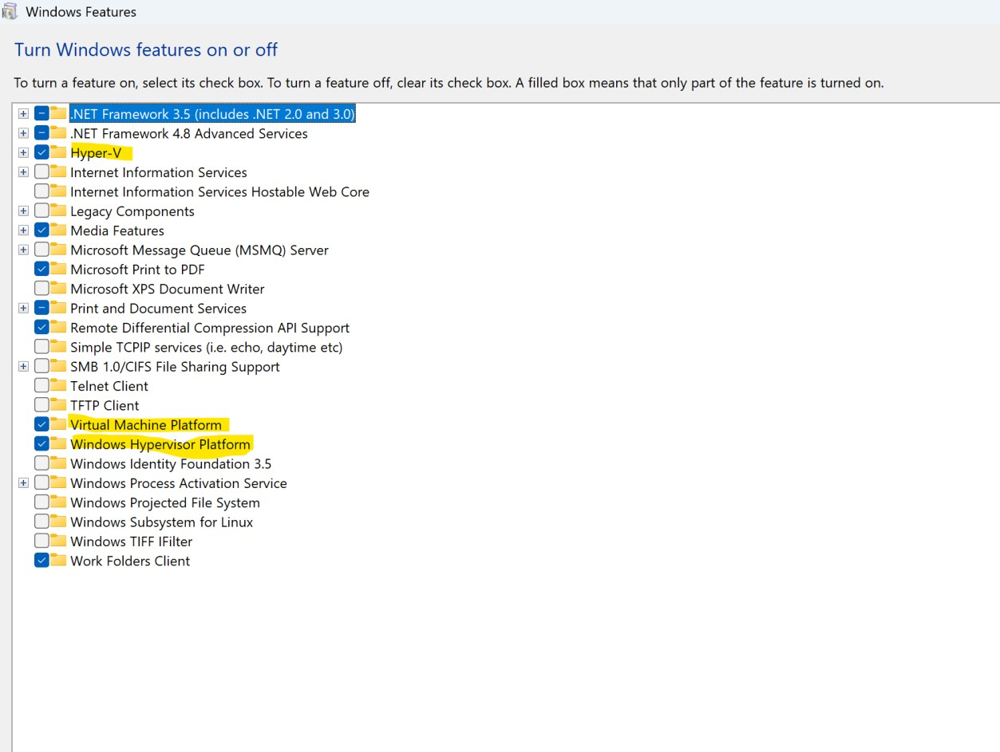 Windows Features
Turn Windows features on or off
To turn a feature on, select its check box. To turn a feature off, clear its check box. A filled box means that only part of the feature is turned on.
.NET Framework 3.5 (includes .NET 2.0 and 3.0)
.NET Framework 4.8 Advanced Services
Hyper-V
Internet Information Services
Internet Information Services Hostable Web Core
Legacy Components
Media Features
Microsoft Message Queue (MSMQ) Server
Microsoft Print to PDF
Microsoft XPS Document Writer
Print and Document Services
Remote Differential Compression API Support
Simple TCPIP services (i.e. echo, daytime etc)
SMB 1.0/CIFS File Sharing Support
Telnet Client
TFTP Client
Virtual Machine Platform
Windows Hypervisor Platform
Windows Identity Foundation 3.5
Windows Process Activation Service
Windows Projected File System
Windows Subsystem for Linux
Windows TIFF IFilter
Work Folders Client